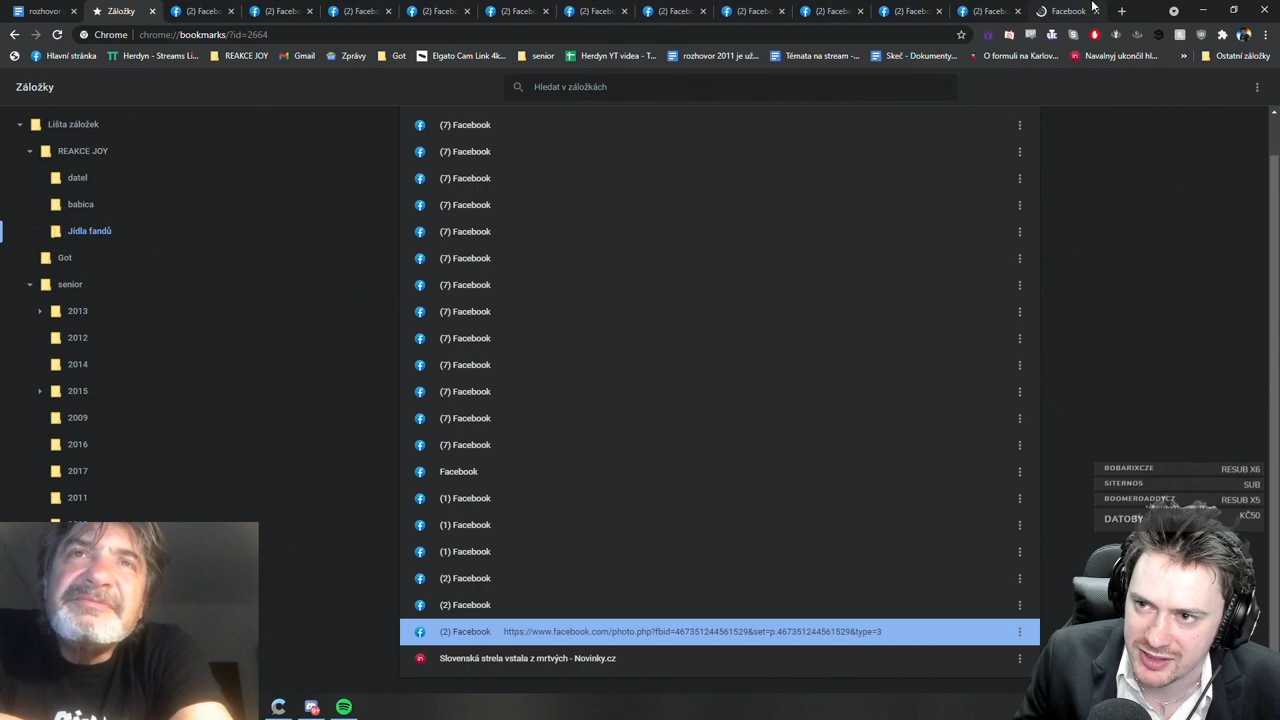 rozhovor
Záložky
(2) Facebo
(2) Facebo
(2) Facebo
(2) Faceb
(2) Facebo
(2) Facebo
(2) Facebo
(2) Facebo
(2) Facebo
(2) Facebo
(2) Facebo
Facebook
Chrome
chrome://bookmarks/?id=2664
Hlavní stránka
Herdyn - Streams Li...
REAKCE JOY
Gmail
Zprávy
Got
Elgato Cam Link 4k...
senior
Herdyn YT videa - T...
rozhovor 2011 je už...
Témata na stream -...
Skeč - Dokumenty...
O formuli na Karlov...
Navalnyj ukončil hl...
»
Ostatní záložky
Záložky
Hledat v záložkách
Lišta záložek
REAKCE JOY
datel
babica
Jídla fandů
Got
senior
2013
2012
2014
2015
2009
2016
2017
2011
(7) Facebook
(7) Facebook
(7) Facebook
(7) Facebook
(7) Facebook
(7) Facebook
(7) Facebook
(7) Facebook
(7) Facebook
(7) Facebook
(7) Facebook
(7) Facebook
(7) Facebook
Facebook
(1) Facebook
(1) Facebook
(1) Facebook
(2) Facebook
(2) Facebook
(2) Facebook https://www.facebook.com/photo.php?fbid=467351244561529&set=p.467351244561529&type=3
Slovenská strela vstala z mrtvých - Novinky.cz
BOBARIXCZE RESUB X6
SITERNOS SUB
BOOMERDADDYCZ RESUB X5
DATOBY KČ50